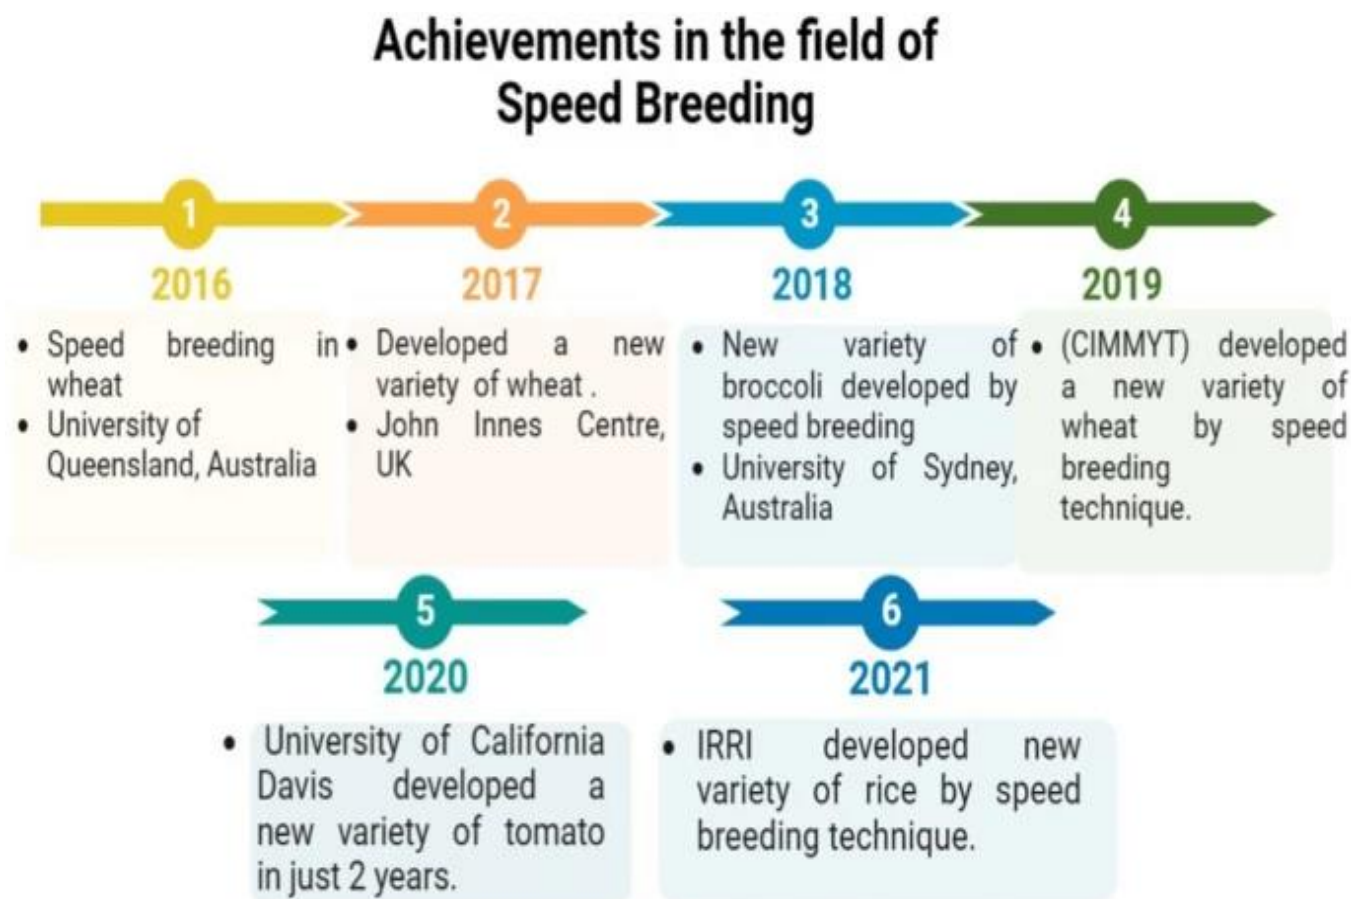 Achievements in the field of
Speed Breeding
1
2016
• Speed breeding in
wheat
• University of
Queensland, Australia
2
2017
• Developed a new
variety of wheat .
• John Innes Centre,
UK
3
2018
• New variety of
broccoli developed by
speed breeding
• University of Sydney,
Australia
4
2019
• (CIMMYT) developed
a new variety of
wheat by speed
breeding
technique.
5
2020
• University of California
Davis developed a
new variety of tomato
in just 2 years.
6
2021
• IRRI developed new
variety of rice by speed
breeding technique.